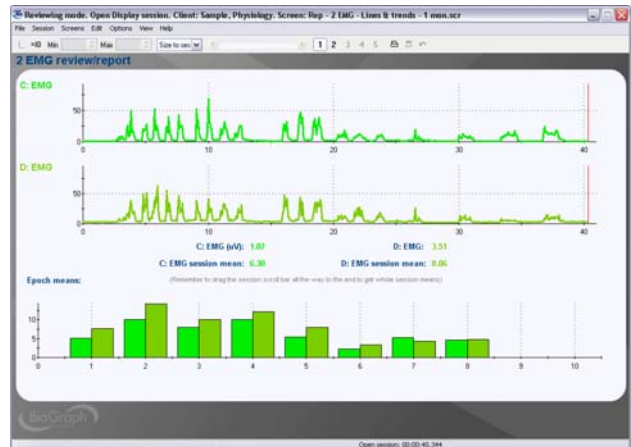 Reviewing mode. Open Display session. Client: Sample, Physiology. Screen: Rep - 2 EMG - Lines & trends - 1 mon.scr
File Session Screens Edit Options View Help
Min Max Size to sec 1 2 3 4 5
2 EMG review/report
C: EMG
50
0
0 10 20 30 40
D: EMG
50
0
0 10 20 30 40
C: EMG (uV): 1.07 D: EMG: 3.51
C: EMG session mean: 6.30 D: EMG session mean: 8.06
Epoch means: (Remember to drag the session scroll bar all the way to the end to get whole session means)
10
5
0
0 1 2 3 4 5 6 7 8 9 10
BioGraph
Open session: 00:00:40.344